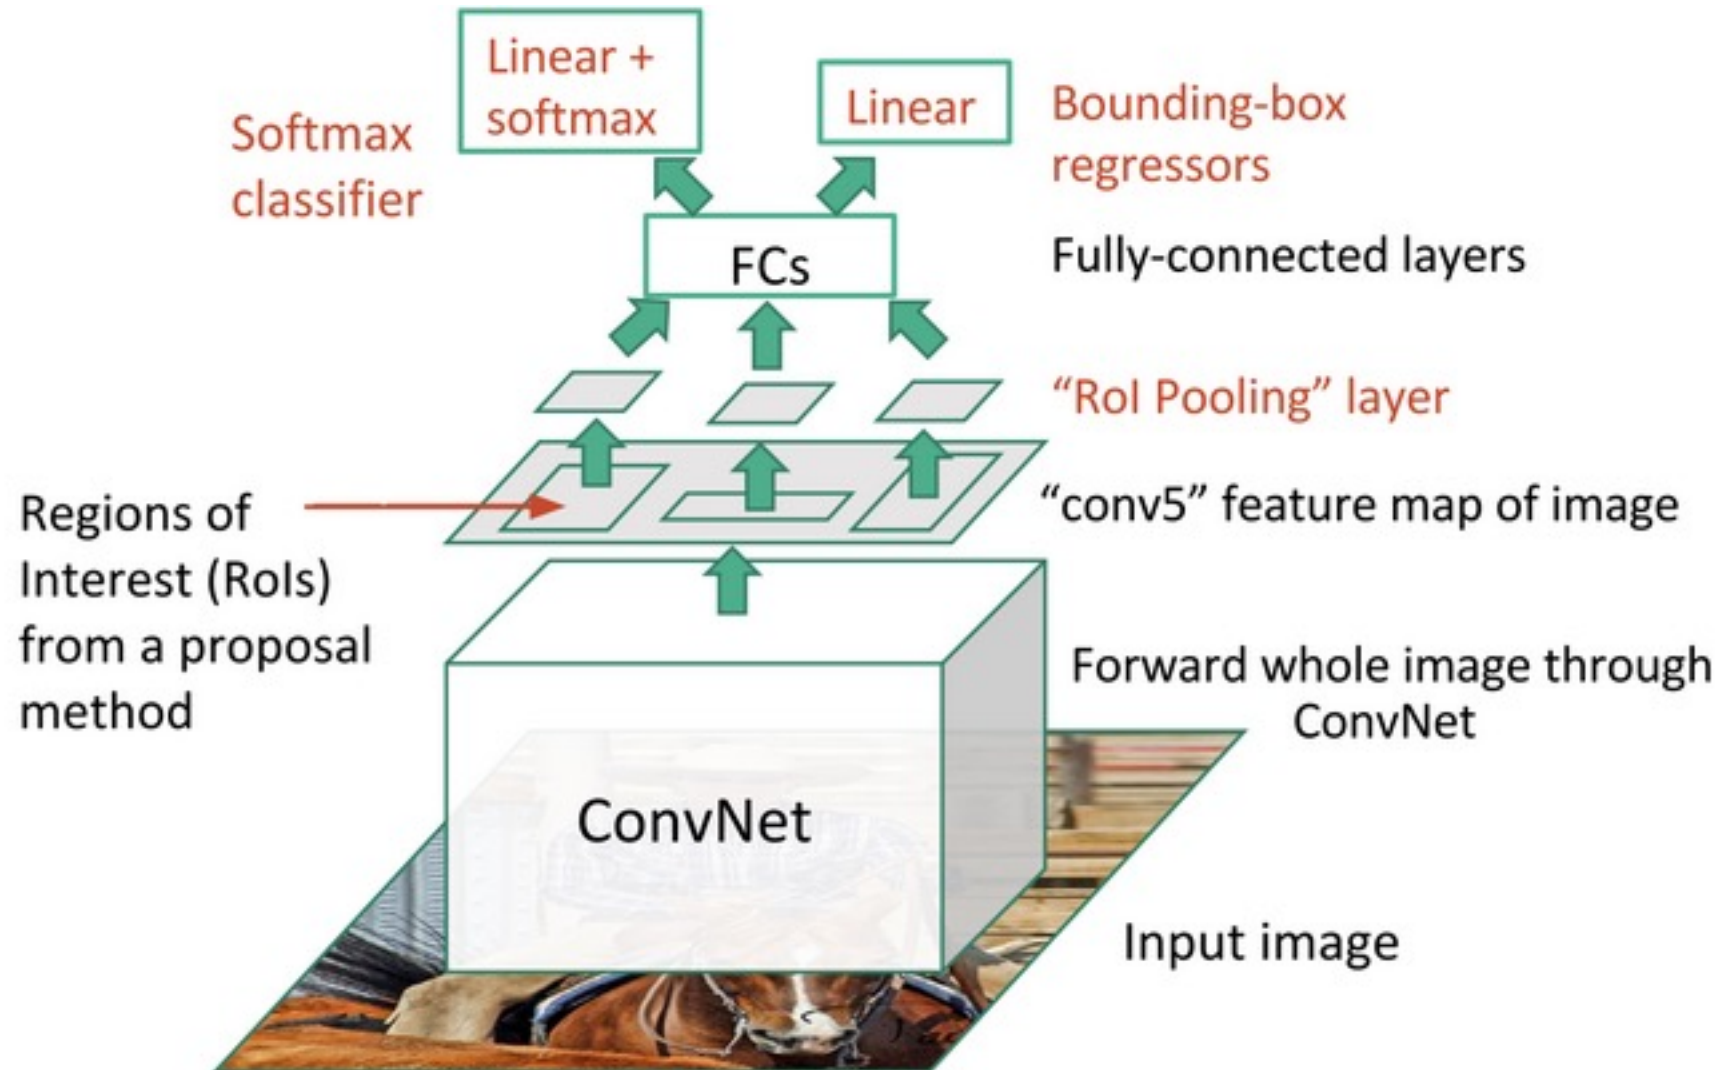 Linear +
softmax
Linear
Softmax
classifier
Bounding-box
regressors
FCs
Fully-connected layers
“RoI Pooling” layer
Regions of
Interest (RoIs)
from a proposal
method
“conv5” feature map of image
Forward whole image through
ConvNet
ConvNet
Input image